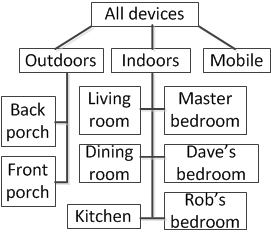 All devices
Outdoors
Indoors
Mobile
Back
porch
Front
porch
Living
room
Master
bedroom
Dining
room
Dave's
bedroom
Kitchen
Rob's
bedroom